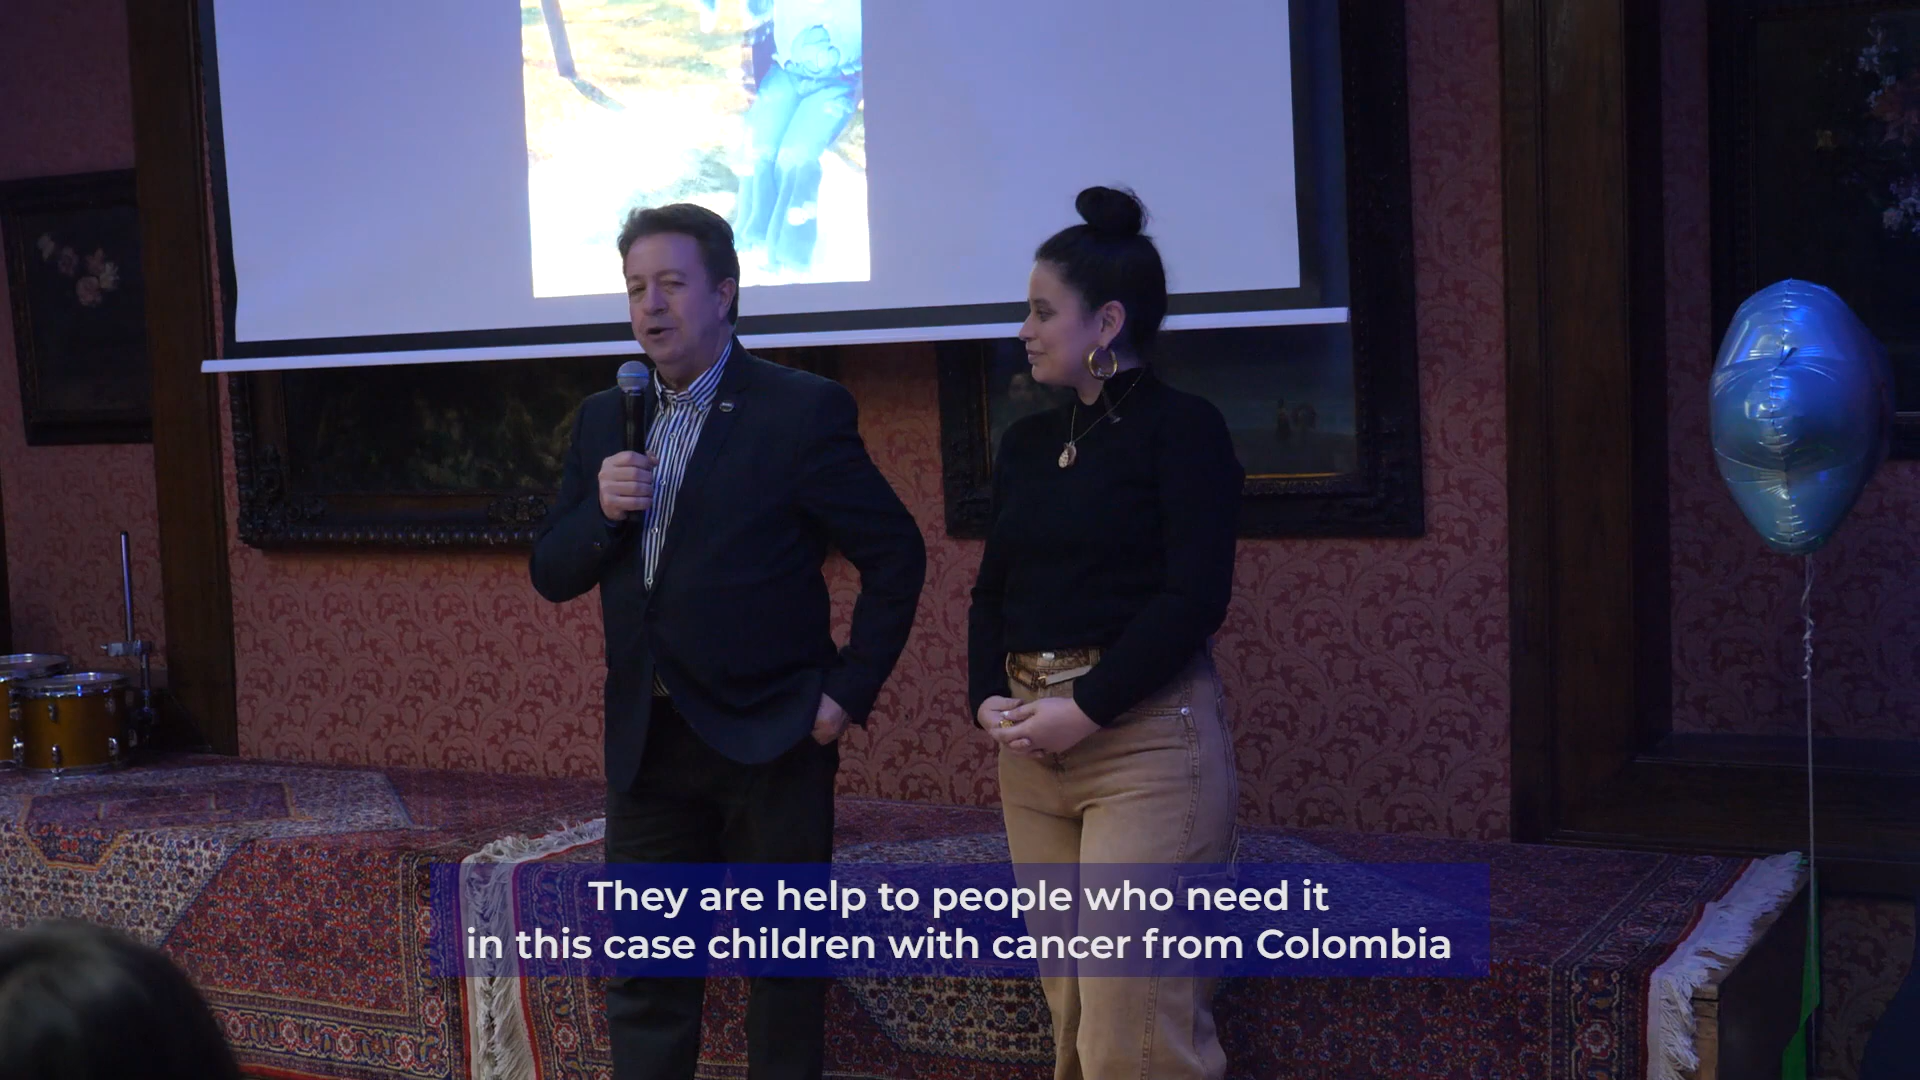 They are help to people who need it
in this case children with cancer from Colombia